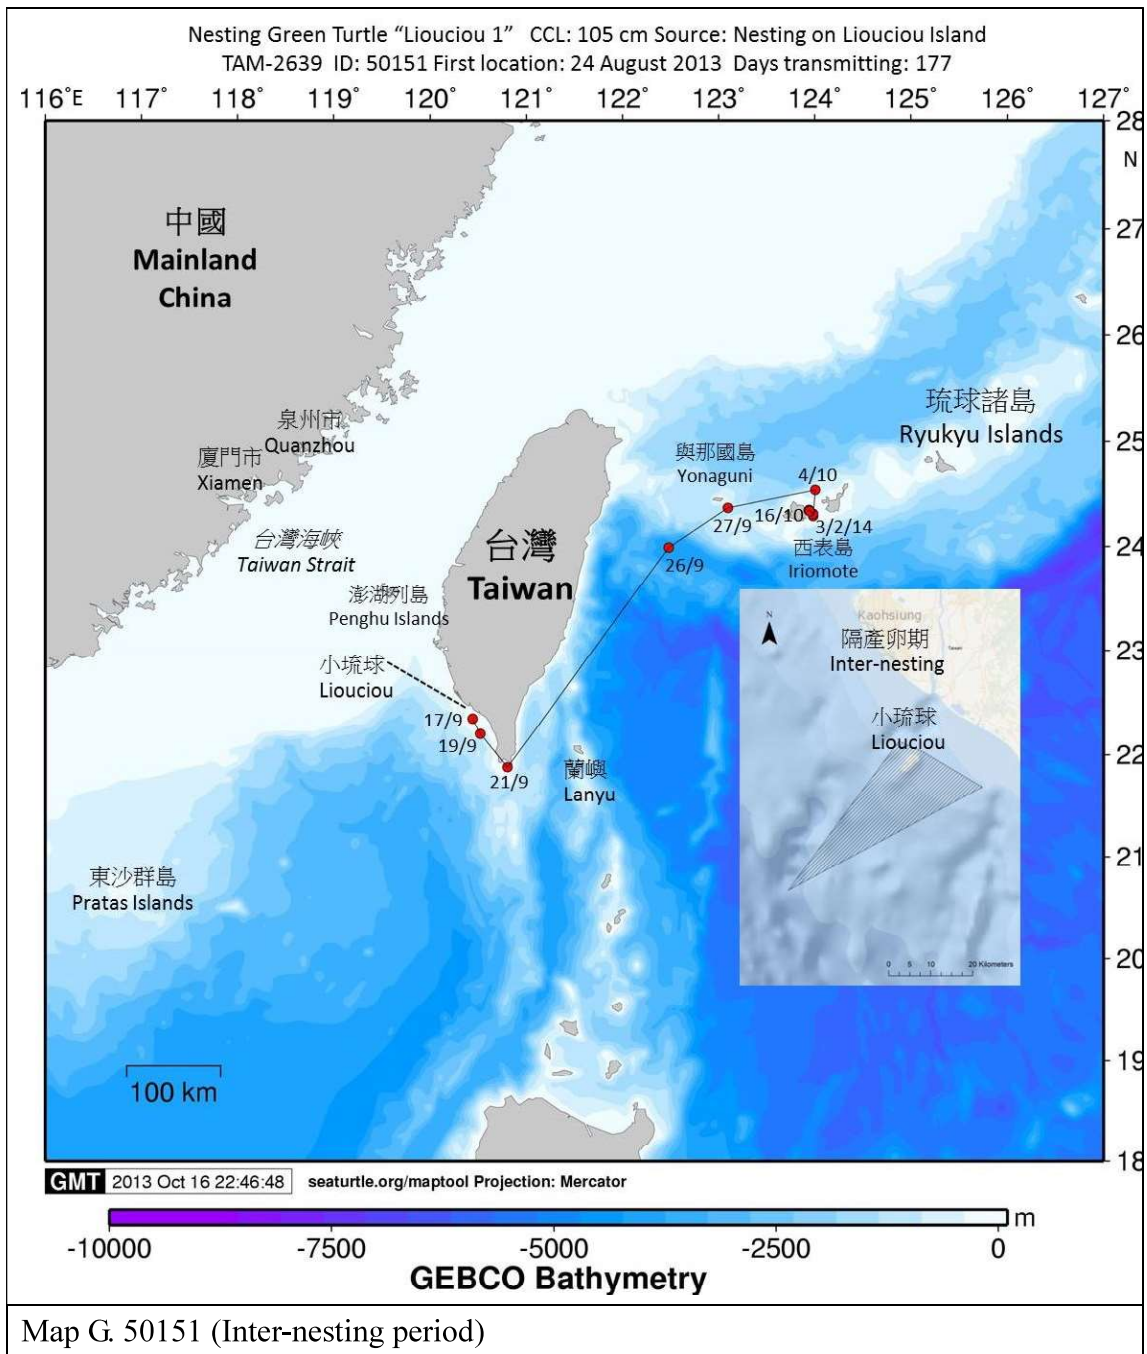 Nesting Green Turtle “Liouciou 1” CCL: 105 cm Source: Nesting on Liouciou Island
TAM-2639 ID: 50151 First location: 24 August 2013 Days transmitting: 177
116°E 117° 118° 119° 120° 121° 122° 123° 124° 125° 126° 127°
28
N
27
26
25
24
23
22
21
20
19
18
中國
Mainland
China
琉球諸島
Ryukyu Islands
泉州市
Quanzhou
廈門市
Xiamen
與那國島
Yonaguni
4/10
27/9
16/10
3/2/14
西表島
Iriomote
26/9
台灣海峽
Taiwan Strait
台灣
Taiwan
澎湖列島
Penghu Islands
小琉球
Liouciou
17/9
19/9
21/9
蘭嶼
Lanyu
N
Kaohsiung
隔產卵期
Taiwan
Inter-nesting
小琉球
Liouciou
0 5 10 20 Kilometers
東沙群島
Pratas Islands
100 km
GMT 2013 Oct 16 22:46:48 seaturtle.org/maptool Projection: Mercator
m
-10000 -7500 -5000 -2500 0
GEBCO Bathymetry
Map G. 50151 (Inter-nesting period)